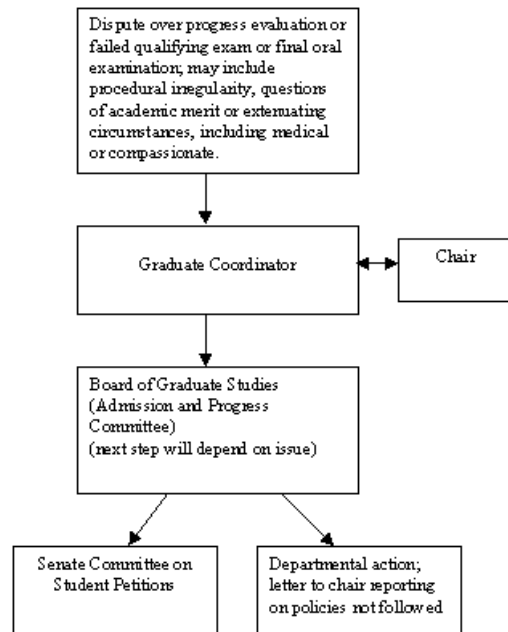 Dispute over progress evaluation or
failed qualifying exam or final oral
examination; may include
procedural irregularity, questions
of academic merit or extenuating
circumstances, including medical
or compassionate.
Graduate Coordinator
Chair
Board of Graduate Studies
(Admission and Progress
Committee)
(next step will depend on issue)
Senate Committee on
Student Petitions
Departmental action;
letter to chair reporting
on policies not followed